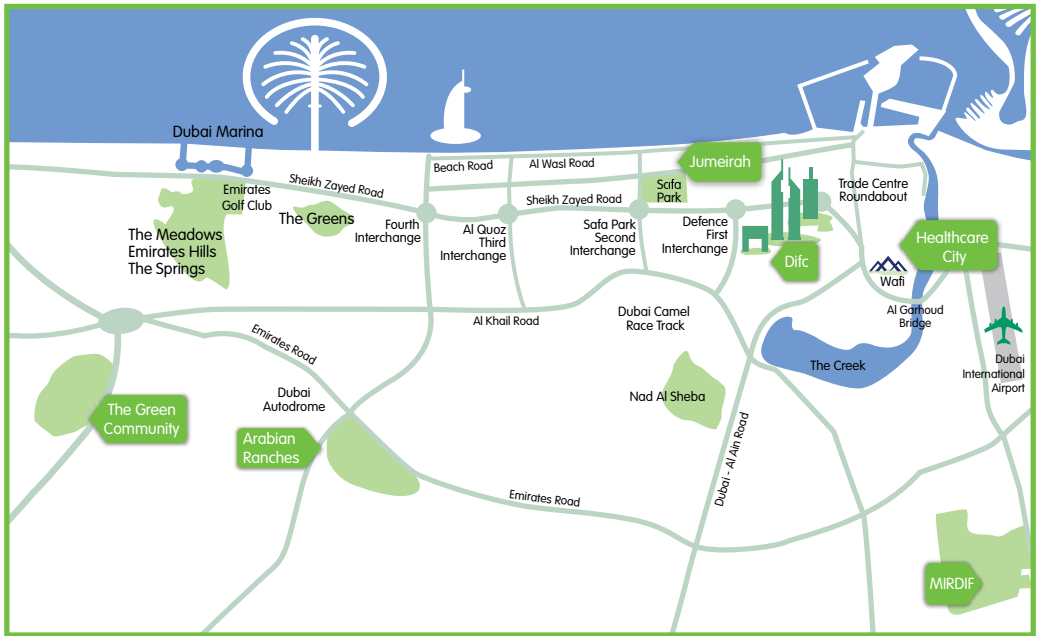 Dubai Marina
Beach Road
Al Wasl Road
Jumeirah
Sheikh Zayed Road
Emirates
Golf Club
The Greens
Sheikh Zayed Road
Safa
Park
Trade Centre
Roundabout
The Meadows
Emirates Hills
The Springs
Fourth
Interchange
Al Quoz
Third
Interchange
Safa Park
Second
Interchange
Defence
First
Interchange
Difc
Healthcare
City
Wafi
Al Khail Road
Dubai Camel
Race Track
Al Garhoud
Bridge
Emirates Road
The Creek
Dubai
International
Airport
Dubai
Autodrome
Nad Al Sheba
The Green
Community
Arabian
Ranches
Dubai - Al Ain Road
Emirates Road
MIRDIF